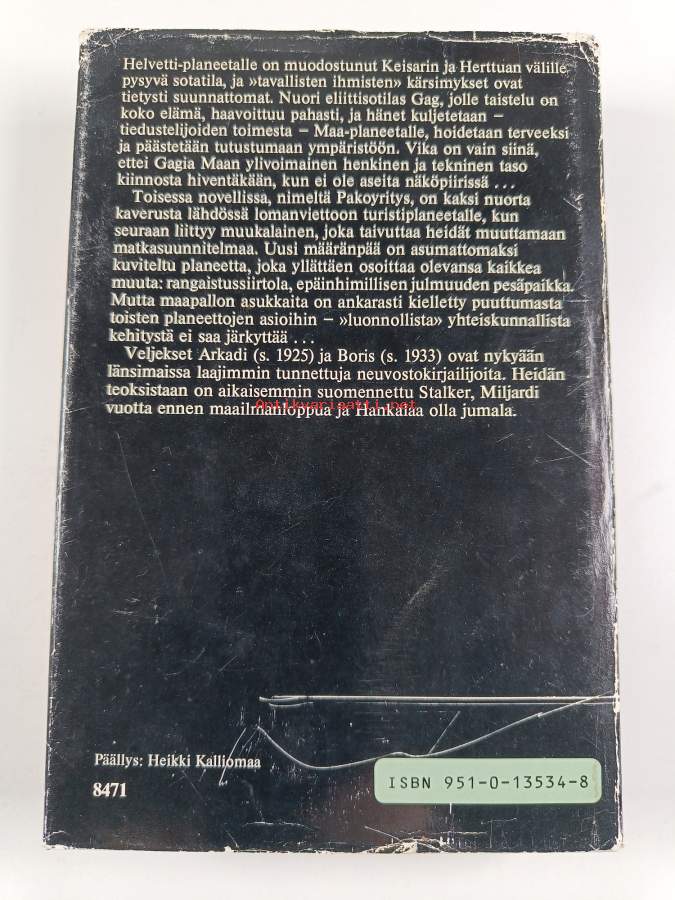 Helvetti-planeetalle on muodostunut Keisarin ja Herttuan välille
pysyvä sotatila, ja »tavallisten ihmisten» kärsimykset ovat
tietysti suunnattomat. Nuori eliittisotilas Gag, jolle taistelu on
koko elämä, haavoittuu pahasti, ja hänet kuljetetaan –
tiedustelijoiden toimesta – Maa-planeetalle, hoidetaan terveeksi
ja päästetään tutustumaan ympäristöön. Vika on vain siinä,
ettei Gagia Maan ylivoimainen henkinen ja tekninen taso
kiinnosta hiventäkään, kun ei ole aseita näköpiirissä ...
Toisessa novellissa, nimeltä Pakoyritys, on kaksi nuorta
kaverusta lähdössä lomanviettoon turistiplaneetalle, kun
seuraan liittyy muukalainen, joka taivuttaa heidät muuttamaan
matkasuunnitelmaa. Uusi määränpää on asumattomaksi
kuviteltu planeetta, joka yllättäen osoittaa olevansa kaikkea
muuta: rangaistussiirtola, epäinhimillisen julmuuden pesäpaikka.
Mutta maapallon asukkaita on ankarasti kielletty puuttumasta
toisten planeettojen asioihin – »luonnollista» yhteiskunnallista
kehitystä ei saa järkyttää ...
Veljekset Arkadi (s. 1925) ja Boris (s. 1933) ovat nykyään
länsimaissa laajimmin tunnettuja neuvostokirjailijoita. Heidän
teoksistaan on aikaisemmin suomennettu Stalker, Miljardi
vuotta ennen maailmanloppua ja Hankalaa olla jumala.
Antikvariaatti.net
Päällys: Heikki Kalliomaa
8471
ISBN 951-0-13534-8